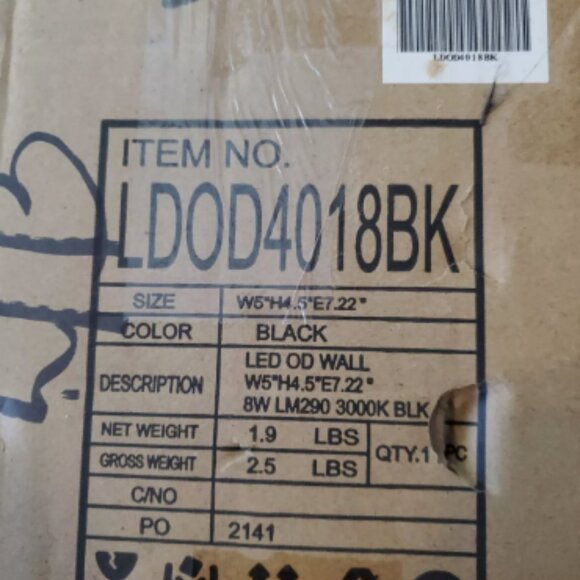 LDOD4018BK
ITEM NO.
LDOD4018BK
SIZE W5"H4.5"E7.22"
COLOR BLACK
DESCRIPTION LED OD WALL
W5"H4.5"E7.22"
8W LM290 3000K BLK
NET WEIGHT 1.9 LBS
GROSS WEIGHT 2.5 LBS
QTY.1 PC
C/NO
PO 2141